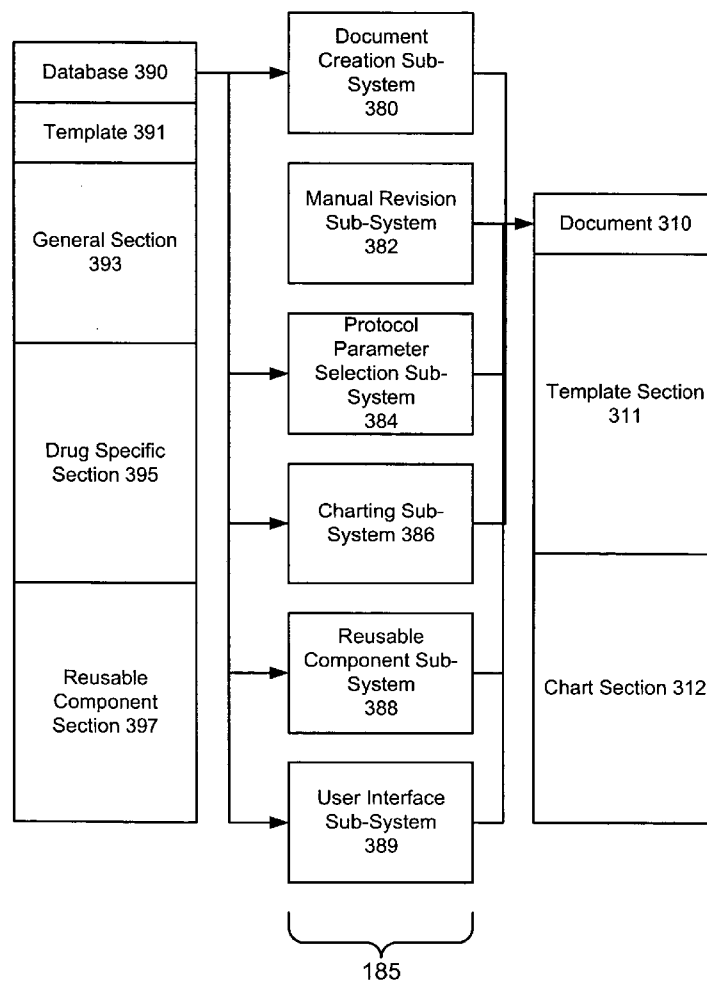 Database 390
Template 391
General Section
393
Drug Specific
Section 395
Reusable
Component
Section 397
Document
Creation Sub-
System
380
Manual Revision
Sub-System
382
Protocol
Parameter
Selection Sub-
System
384
Charting Sub-
System 386
Reusable
Component Sub-
System
388
User Interface
Sub-System
389
185
Document 310
Template Section
311
Chart Section 312